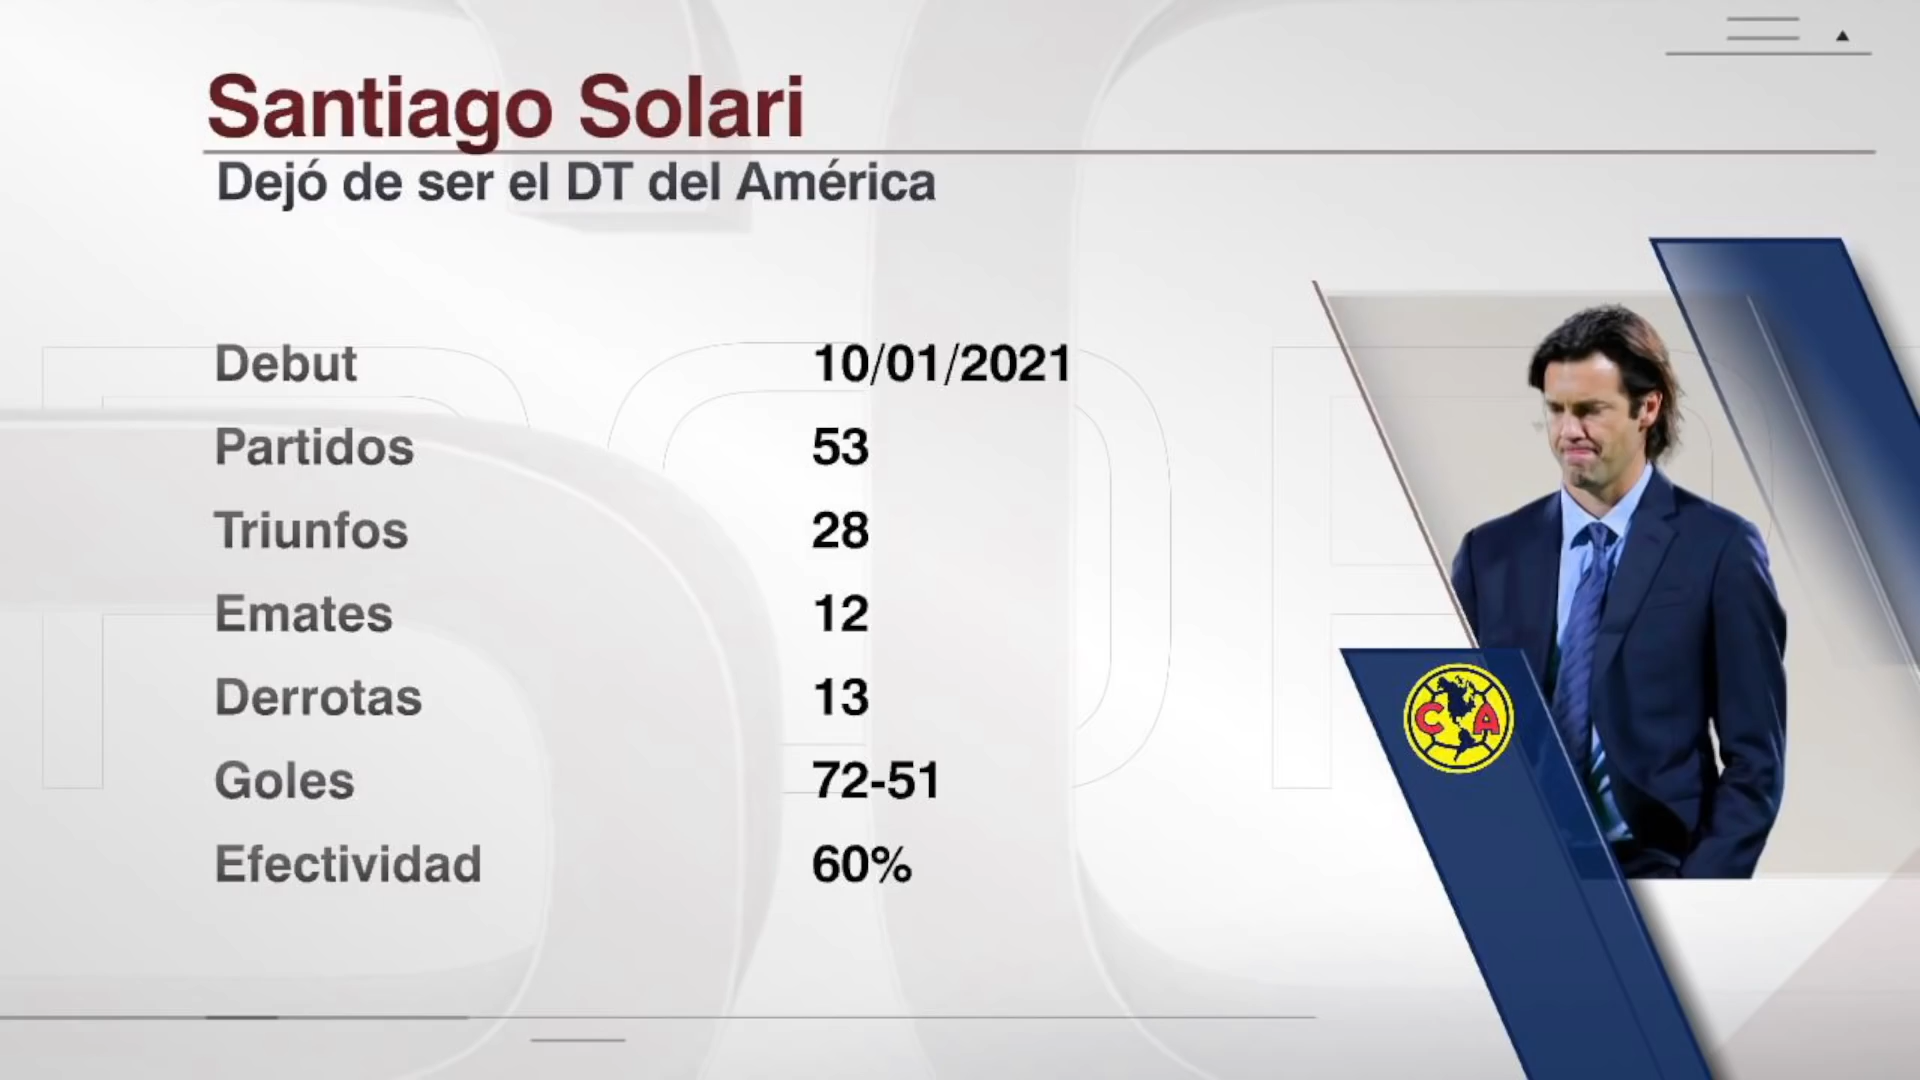 Santiago Solari
Dejó de ser el DT del América
Debut 10/01/2021
Partidos 53
Triunfos 28
Emates 12
Derrotas 13
Goles 72-51
Efectividad 60%
C A